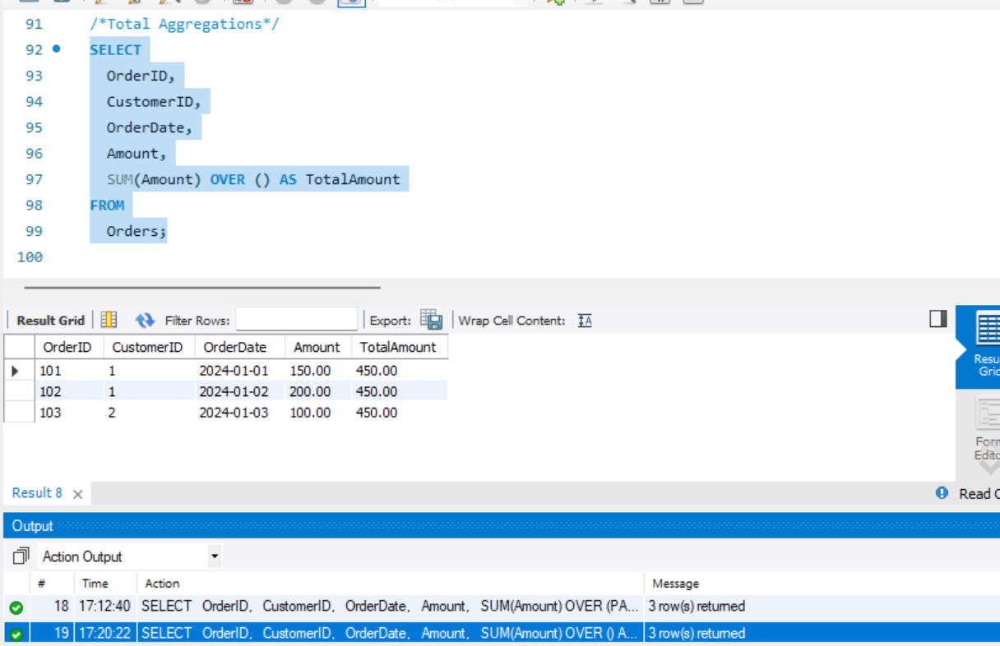 91 /*Total Aggregations*/
92 SELECT
93 OrderID,
94 CustomerID,
95 OrderDate,
96 Amount,
97 SUM(Amount) OVER () AS TotalAmount
98 FROM
99 Orders;
100
Result Grid Filter Rows: Export: Wrap Cell Content: IA
OrderID CustomerID OrderDate Amount TotalAmount
101 1 2024-01-01 150.00 450.00
102 1 2024-01-02 200.00 450.00
103 2 2024-01-03 100.00 450.00
Resu
Grid
Form
Edito
Result 8 Read
Output
Action Output
# Time Action Message
18 17:12:40 SELECT OrderID, CustomerID, OrderDate, Amount, SUM(Amount) OVER (PA... 3 row(s) returned
19 17:20:22 SELECT OrderID, CustomerID, OrderDate, Amount, SUM(Amount) OVER () A... 3 row(s) returned